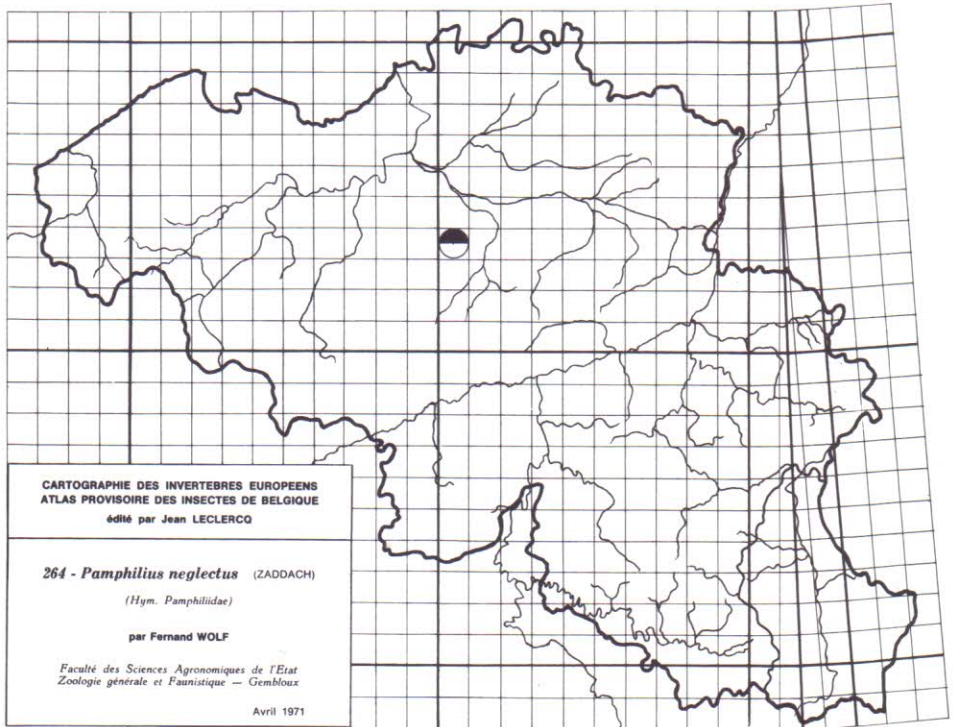 CARTOGRAPHIE DES INVERTEBRES EUROPEENS
ATLAS PROVISOIRE DES INSECTES DE BELGIQUE
édité par Jean LECLERCQ
264 - Pamphilius neglectus (ZADDACH)
(Hym. Pamphiliidae)
par Fernand WOLF
Faculté des Sciences Agronomiques de l'Etat
Zoologie générale et Faunistique — Gembloux
Avril 1971